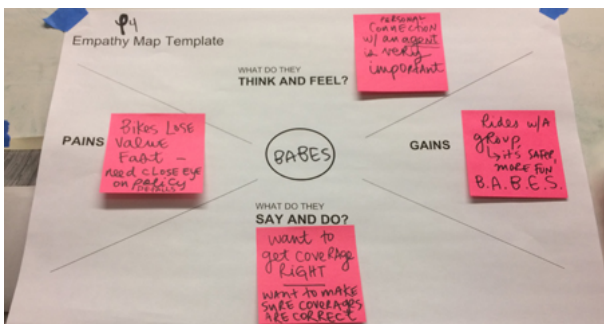 P4
Empathy Map Template
PERSONAL
CONNECTION
w/ an agent
is very
important
WHAT DO THEY
THINK AND FEEL?
PAINS
Bikes LOSE
Value
FAST –
need CLOSE EYE
on policy
DETAILS
BABES
GAINS
Rides w/A
gROUP
↳ it's SAFER,
MORE FUN
B.A.B.E.S.
WHAT DO THEY
SAY AND DO?
want to
get COVERAGE
RIGHT
WANT TO MAKE
SURE COVERAGES
ARE CORRECT